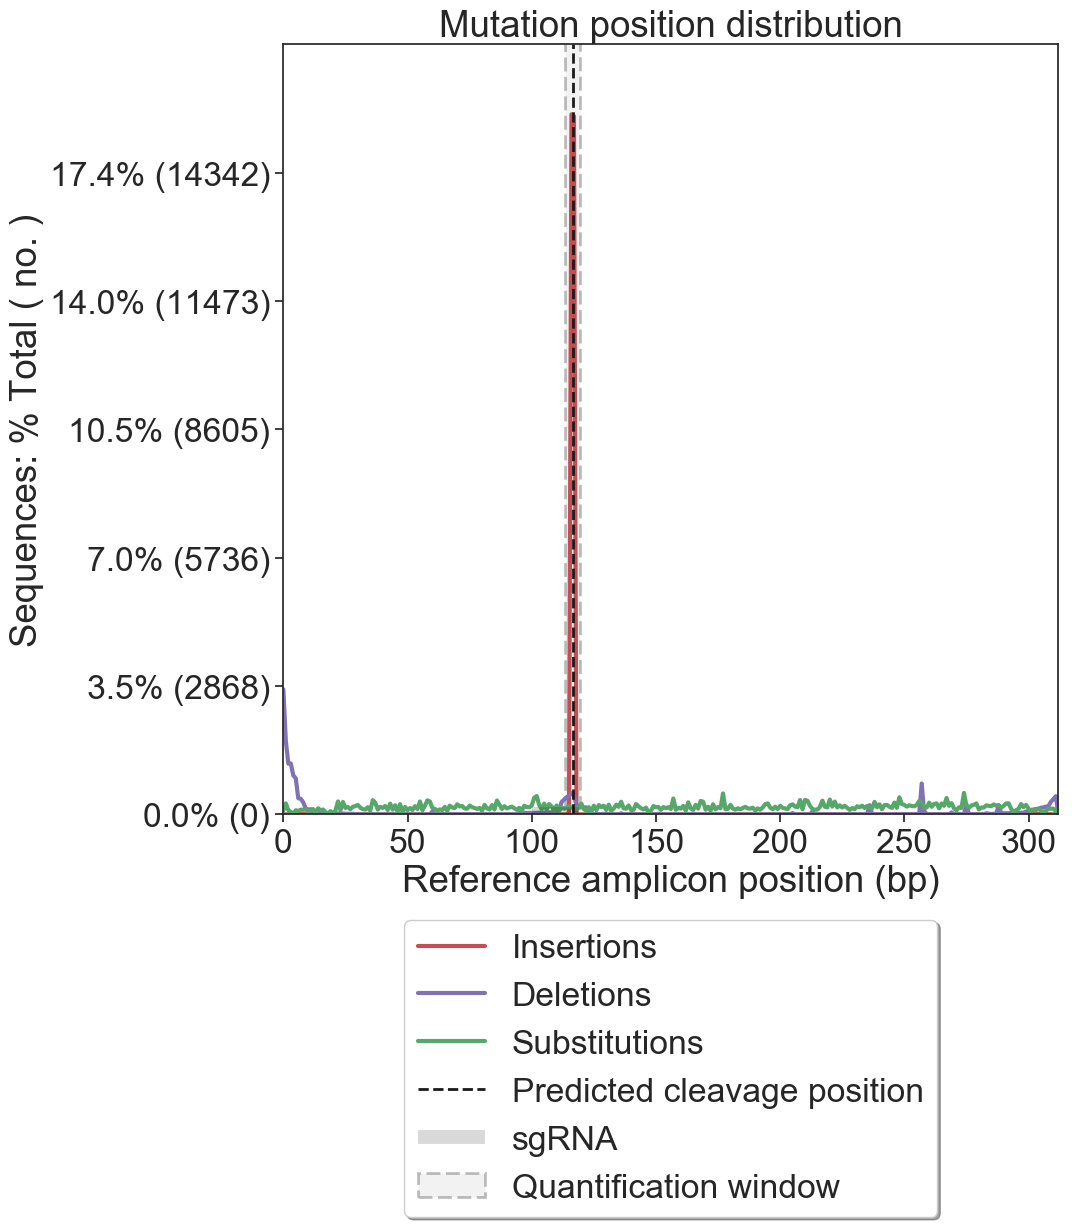 Mutation position distribution
Sequences: % Total ( no. )
17.4% (14342)
14.0% (11473)
10.5% (8605)
7.0% (5736)
3.5% (2868)
0.0% (0)
0 50 100 150 200 250 300
Reference amplicon position (bp)
Insertions
Deletions
Substitutions
Predicted cleavage position
sgRNA
Quantification window